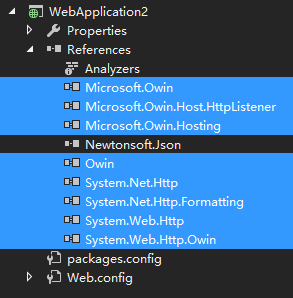 WebApplication2
Properties
References
Analyzers
Microsoft.Owin
Microsoft.Owin.Host.HttpListener
Microsoft.Owin.Hosting
Newtonsoft.Json
Owin
System.Net.Http
System.Net.Http.Formatting
System.Web.Http
System.Web.Http.Owin
packages.config
Web.config